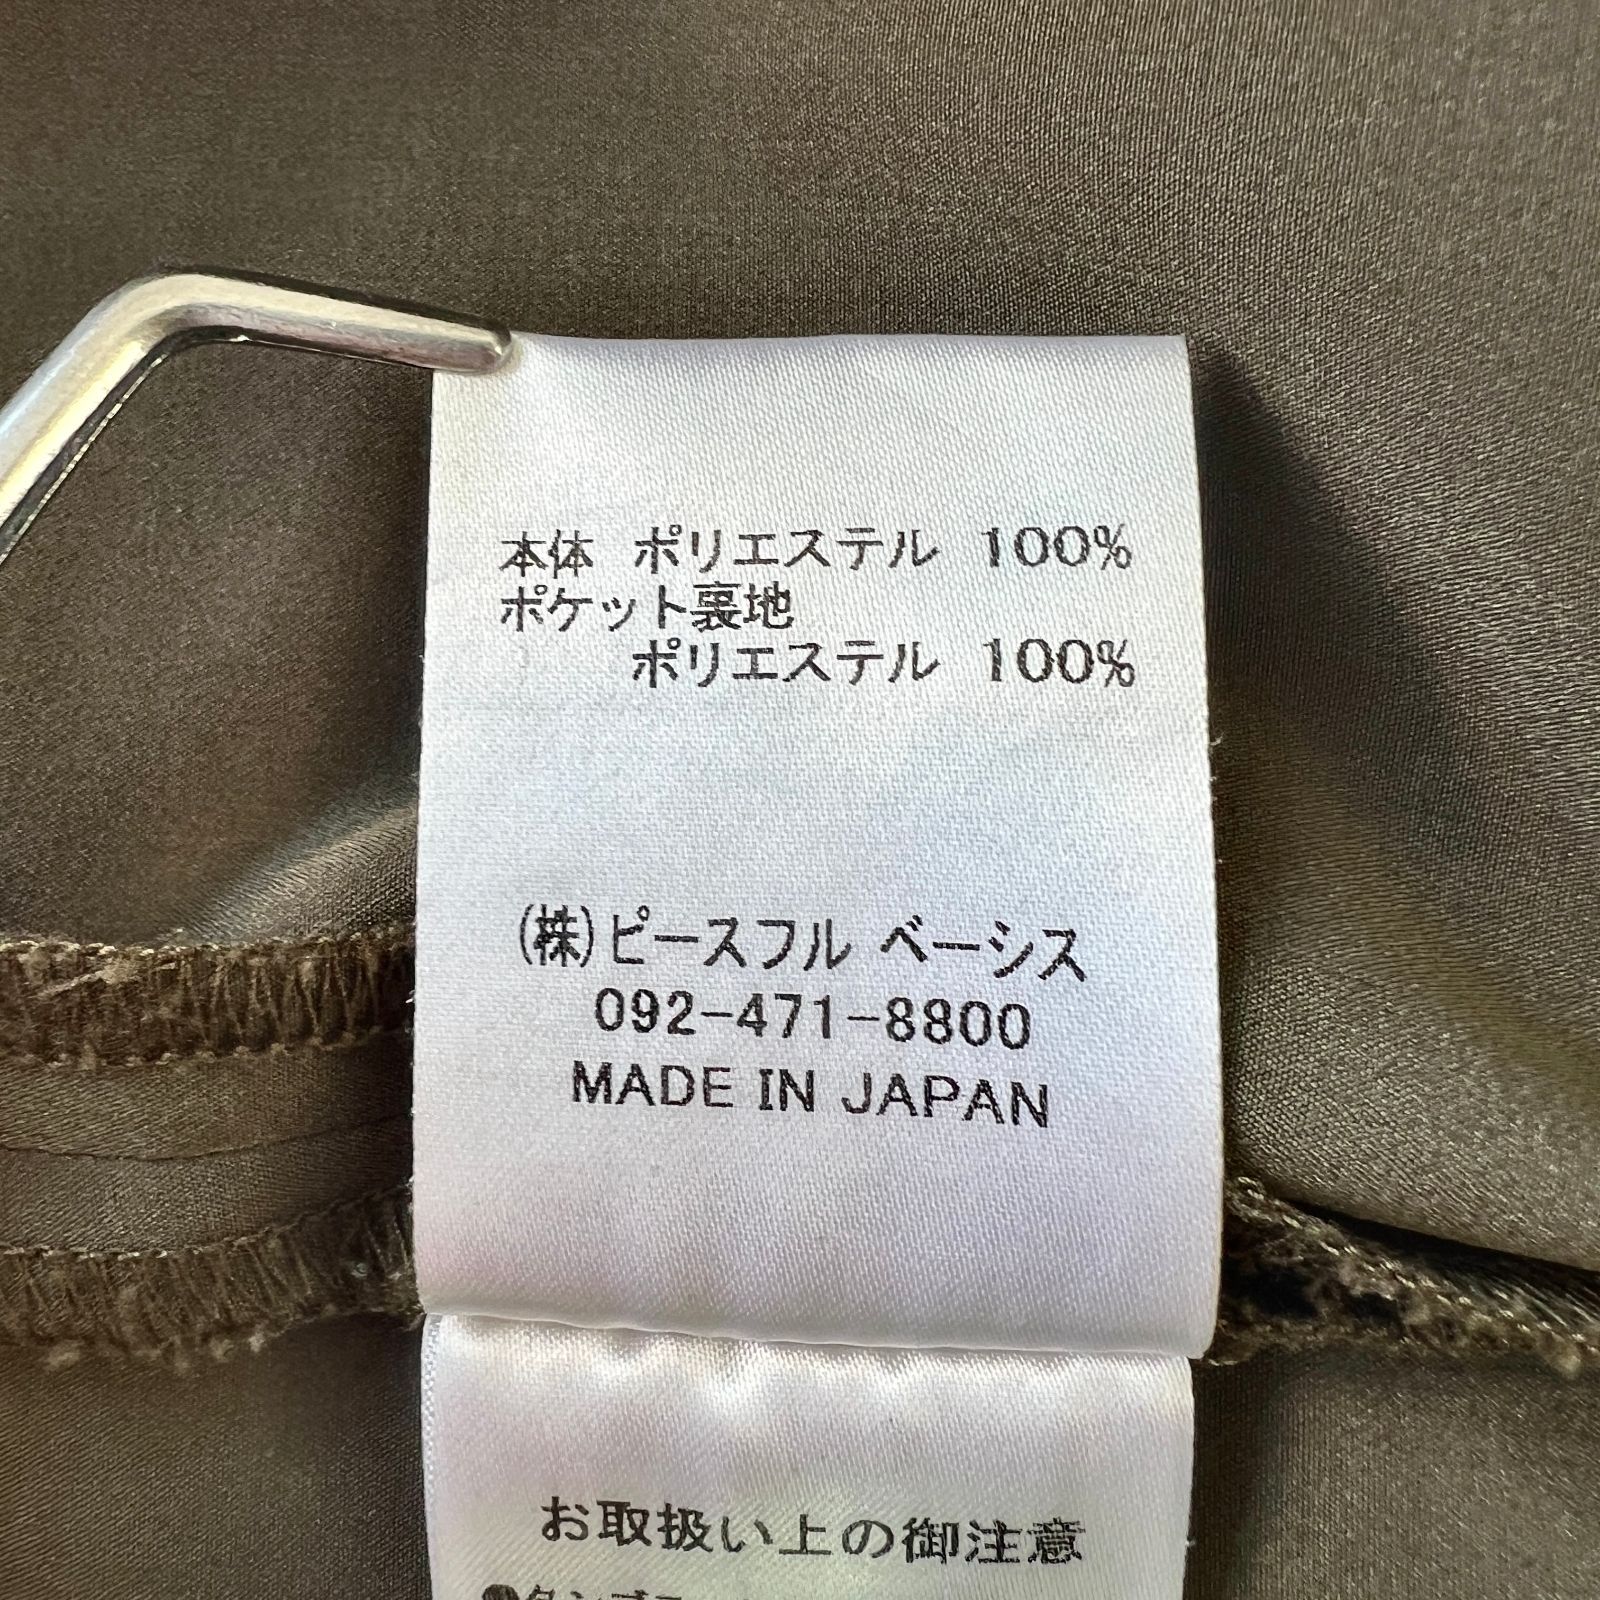 本体 ポリエステル 100%
ポケット裏地
ポリエステル 100%
(株)ピースフル ベーシス
092-471-8800
MADE IN JAPAN
お取扱い上の御注意